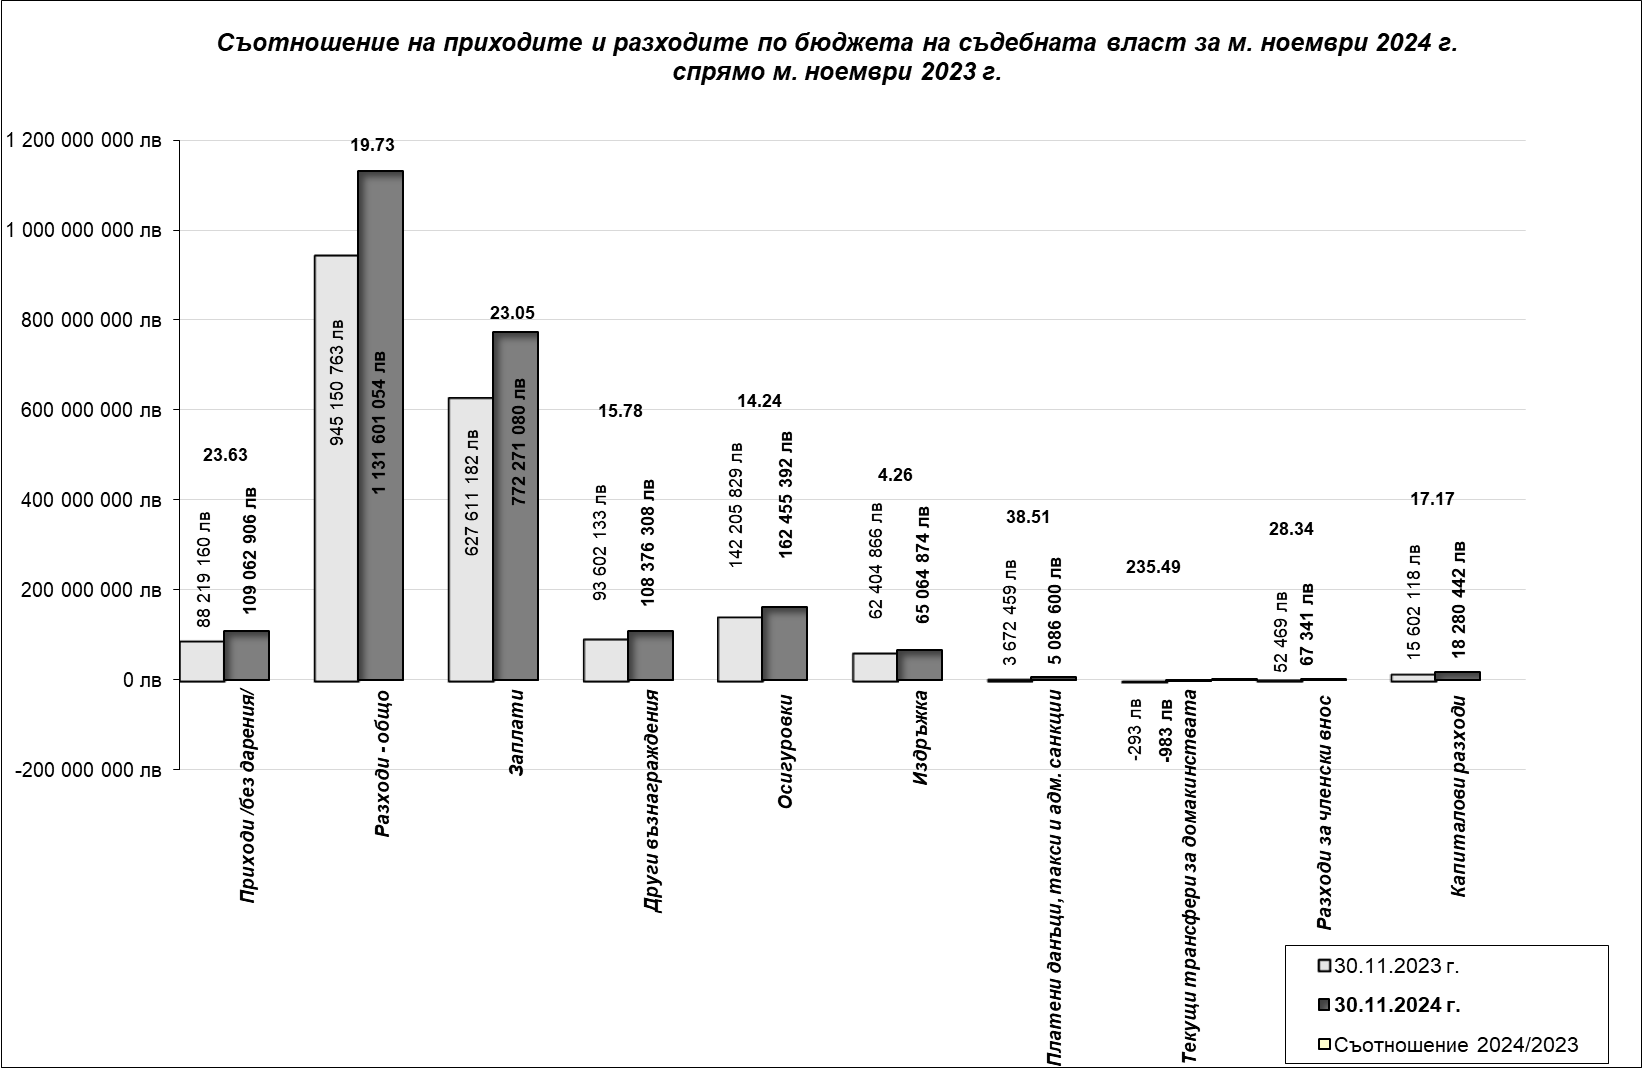 Съотношение на приходите и разходите по бюджета на съдебната власт за м. ноември 2024 г.
спрямо м. ноември 2023 г.
1 200 000 000 лв
1 000 000 000 лв
800 000 000 лв
600 000 000 лв
400 000 000 лв
200 000 000 лв
0 лв
-200 000 000 лв
23.63
88 219 160 лв
109 062 906 лв
Приходи /без дарения/
19.73
945 150 763 лв
1 131 601 054 лв
Разходи - общо
23.05
627 611 182 лв
772 271 080 лв
Заплати
15.78
93 602 133 лв
108 376 308 лв
Други възнаграждения
14.24
142 205 829 лв
162 455 392 лв
Осигуровки
4.26
62 404 866 лв
65 064 874 лв
Издръжка
38.51
3 672 459 лв
5 086 600 лв
Платени данъци, такси и адм. санкции
235.49
-293 лв
-983 лв
Текущи трансфери за домакинствата
28.34
52 469 лв
67 341 лв
Разходи за членски внос
17.17
15 602 118 лв
18 280 442 лв
Капиталови разходи
30.11.2023 г.
30.11.2024 г.
Съотношение 2024/2023